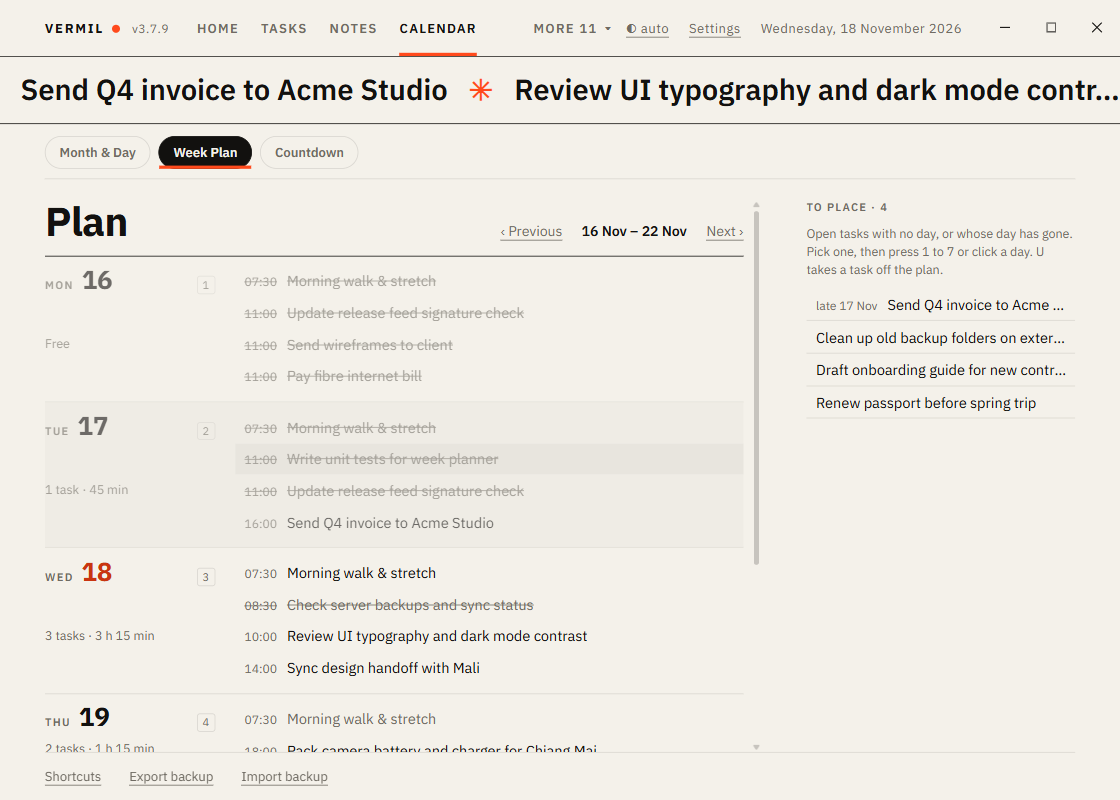 VERMIL v3.7.9 HOME TASKS NOTES CALENDAR MORE 11 auto Settings Wednesday, 18 November 2026
Send Q4 invoice to Acme Studio Review UI typography and dark mode contr...
Month & Day Week Plan Countdown
Plan
‹ Previous 16 Nov – 22 Nov Next ›
MON 16 1
Free
07:30 Morning walk & stretch
11:00 Update release feed signature check
11:00 Send wireframes to client
11:00 Pay fibre internet bill
TUE 17 2
1 task · 45 min
07:30 Morning walk & stretch
11:00 Write unit tests for week planner
11:00 Update release feed signature check
16:00 Send Q4 invoice to Acme Studio
WED 18 3
3 tasks · 3 h 15 min
07:30 Morning walk & stretch
08:30 Check server backups and sync status
10:00 Review UI typography and dark mode contrast
14:00 Sync design handoff with Mali
THU 19 4
2 tasks · 1 h 15 min
07:30 Morning walk & stretch
18:00 Pack camera battery and charger for Chiang Mai
TO PLACE · 4
Open tasks with no day, or whose day has gone.
Pick one, then press 1 to 7 or click a day. U
takes a task off the plan.
late 17 Nov Send Q4 invoice to Acme ...
Clean up old backup folders on exter...
Draft onboarding guide for new contr...
Renew passport before spring trip
Shortcuts Export backup Import backup